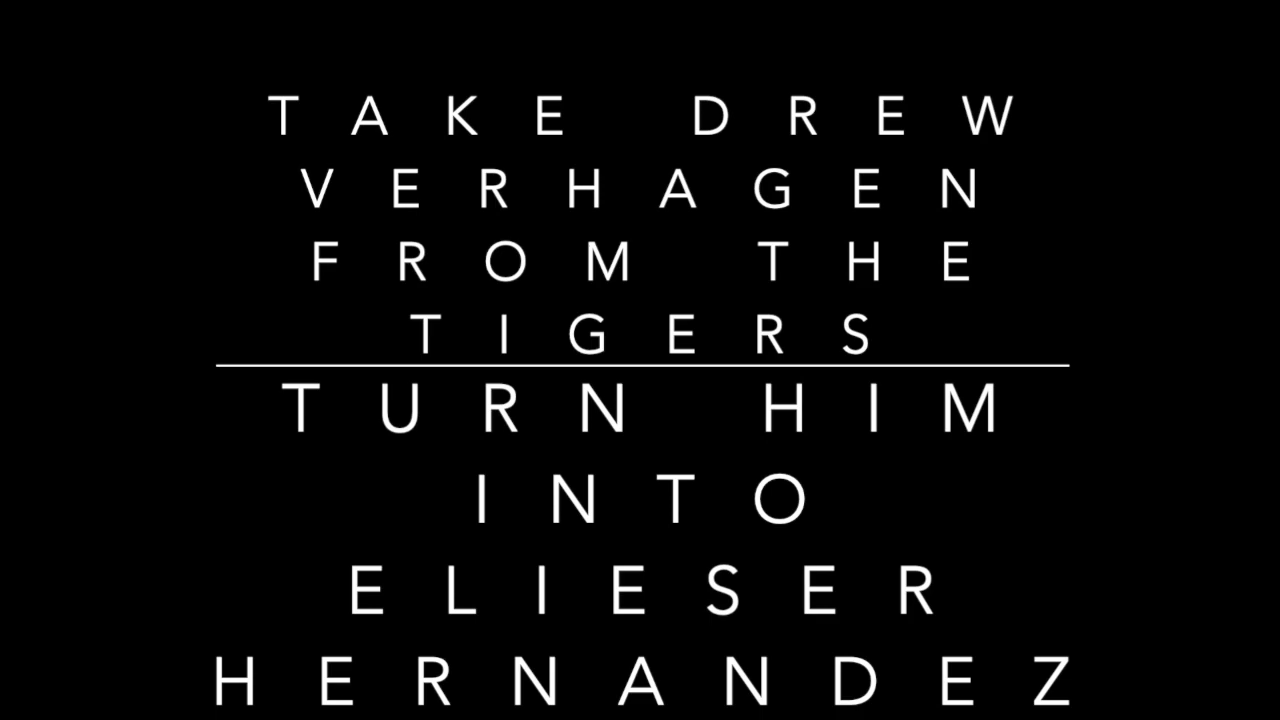 TAKE DREW
VERHAGEN
FROM THE
TIGERS
TURN HIM
INTO
ELIESER
HERNANDEZ